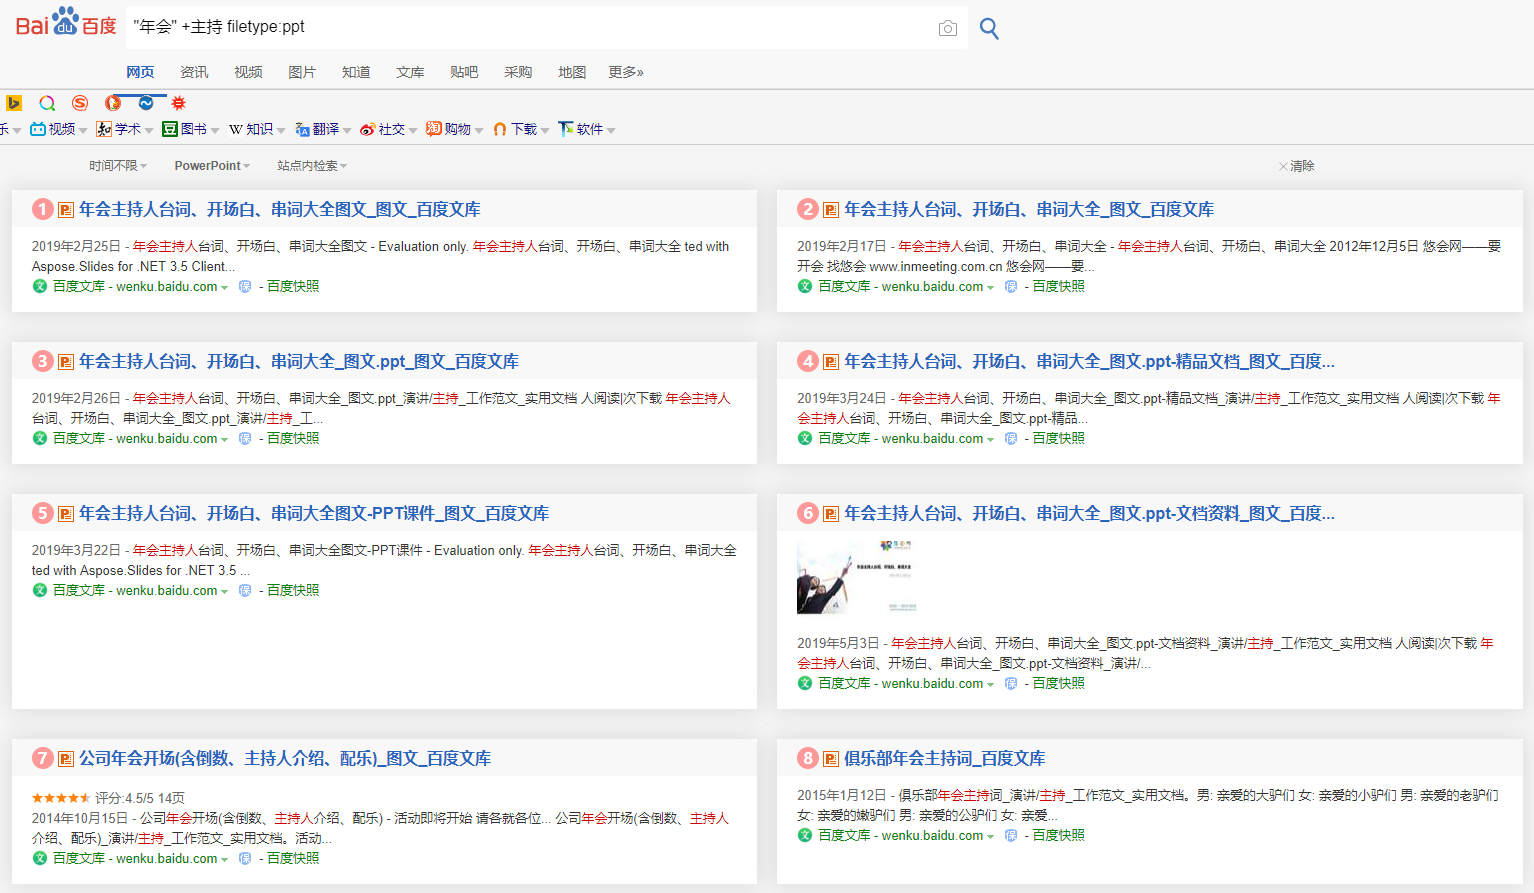 Bai du 百度
"年会" +主持 filetype:ppt
网页 资讯 视频 图片 知道 文库 贴吧 采购 地图 更多»
乐 视频 学术 图书 W 知识 翻译 社交 购物 下载 软件
时间不限 PowerPoint 站点内检索 清除
1 年会主持人台词、开场白、串词大全图文_图文_百度文库
2019年2月25日 - 年会主持人台词、开场白、串词大全图文 - Evaluation only. 年会主持人台词、开场白、串词大全 ted with
Aspose.Slides for .NET 3.5 Client...
百度文库 - wenku.baidu.com 保 - 百度快照
2 年会主持人台词、开场白、串词大全_图文_百度文库
2019年2月17日 - 年会主持人台词、开场白、串词大全 - 年会主持人台词、开场白、串词大全 2012年12月5日 悠会网——要
开会 找悠会 www.inmeeting.com.cn 悠会网——要...
百度文库 - wenku.baidu.com 保 - 百度快照
3 年会主持人台词、开场白、串词大全_图文.ppt_图文_百度文库
2019年2月26日 - 年会主持人台词、开场白、串词大全_图文.ppt_演讲/主持_工作范文_实用文档 人阅读|次下载 年会主持人
台词、开场白、串词大全_图文.ppt_演讲/主持_工...
百度文库 - wenku.baidu.com 保 - 百度快照
4 年会主持人台词、开场白、串词大全_图文.ppt-精品文档_图文_百度...
2019年3月24日 - 年会主持人台词、开场白、串词大全_图文.ppt-精品文档_演讲/主持_工作范文_实用文档 人阅读|次下载 年
会主持人台词、开场白、串词大全_图文.ppt-精品...
百度文库 - wenku.baidu.com 保 - 百度快照
5 年会主持人台词、开场白、串词大全图文-PPT课件_图文_百度文库
2019年3月22日 - 年会主持人台词、开场白、串词大全图文-PPT课件 - Evaluation only. 年会主持人台词、开场白、串词大全
ted with Aspose.Slides for .NET 3.5 ...
百度文库 - wenku.baidu.com 保 - 百度快照
6 年会主持人台词、开场白、串词大全_图文.ppt-文档资料_图文_百度...
年会主持人台词、开场白、串词大全
2019年5月3日 - 年会主持人台词、开场白、串词大全_图文.ppt-文档资料_演讲/主持_工作范文_实用文档 人阅读|次下载 年
会主持人台词、开场白、串词大全_图文.ppt-文档资料_演讲/...
百度文库 - wenku.baidu.com 保 - 百度快照
7 公司年会开场(含倒数、主持人介绍、配乐)_图文_百度文库
评分:4.5/5 14页
2014年10月15日 - 公司年会开场(含倒数、主持人介绍、配乐) - 活动即将开始 请各就各位... 公司年会开场(含倒数、主持人
介绍、配乐)_演讲/主持_工作范文_实用文档。活动...
百度文库 - wenku.baidu.com 保 - 百度快照
8 俱乐部年会主持词_百度文库
2015年1月12日 - 俱乐部年会主持词_演讲/主持_工作范文_实用文档。男: 亲爱的大驴们 女: 亲爱的小驴们 男: 亲爱的老驴们
女: 亲爱的嫩驴们 男: 亲爱的公驴们 女: 亲爱...
百度文库 - wenku.baidu.com 保 - 百度快照